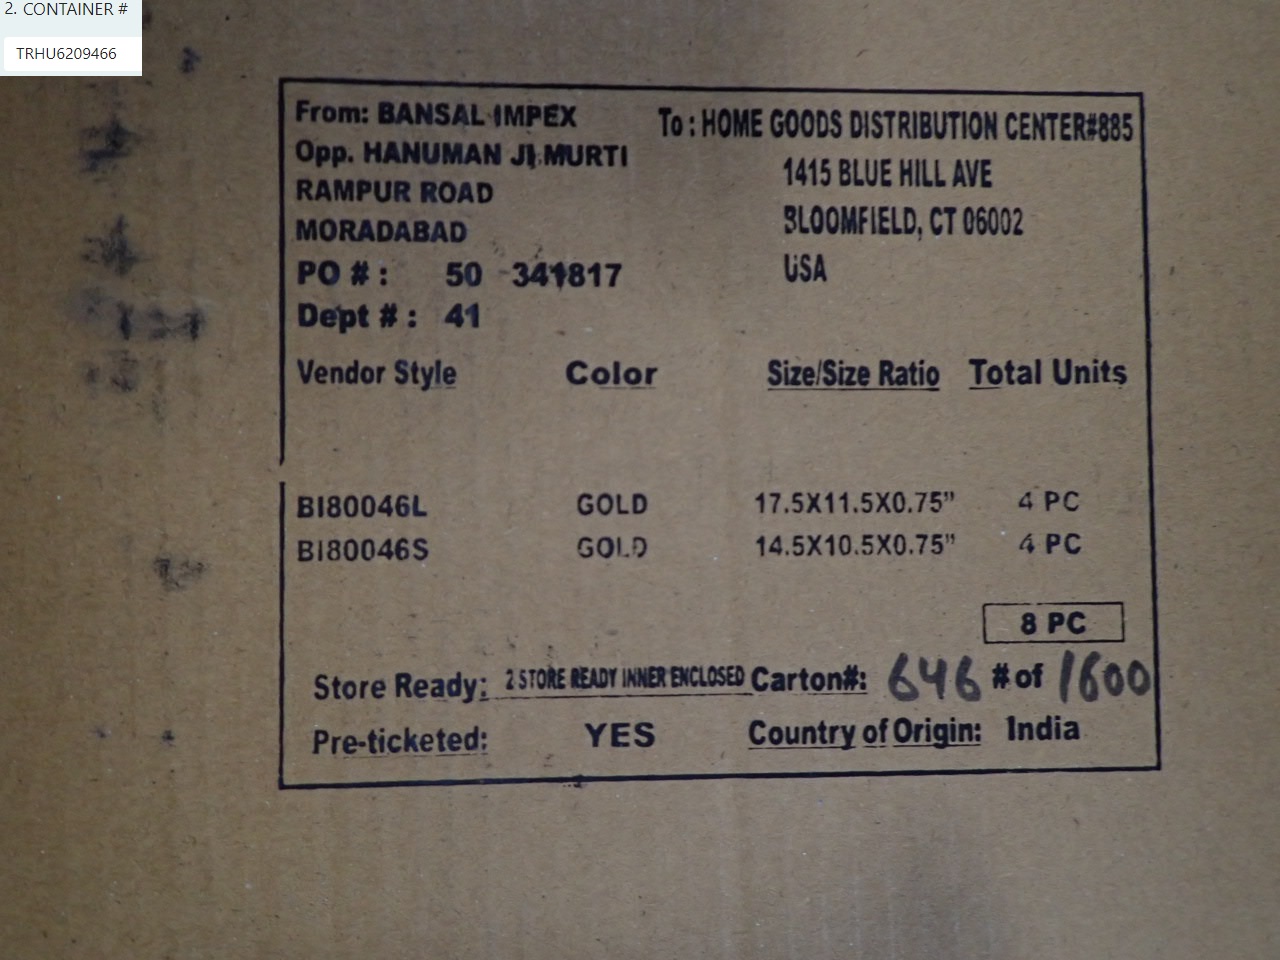 2. CONTAINER #
TRHU6209466
From: BANSAL IMPEX
Opp. HANUMAN JI MURTI
RAMPUR ROAD
MORADABAD
PO # : 50 341817
Dept # : 41
To : HOME GOODS DISTRIBUTION CENTER#885
1415 BLUE HILL AVE
BLOOMFIELD, CT 06002
USA
Vendor Style Color Size/Size Ratio Total Units
BI80046L GOLD 17.5X11.5X0.75" 4 PC
BI80046S GOLD 14.5X10.5X0.75" 4 PC
8 PC
Store Ready: 2 STORE READY INNER ENCLOSED Carton#: 646 # of 1600
Pre-ticketed: YES Country of Origin: India